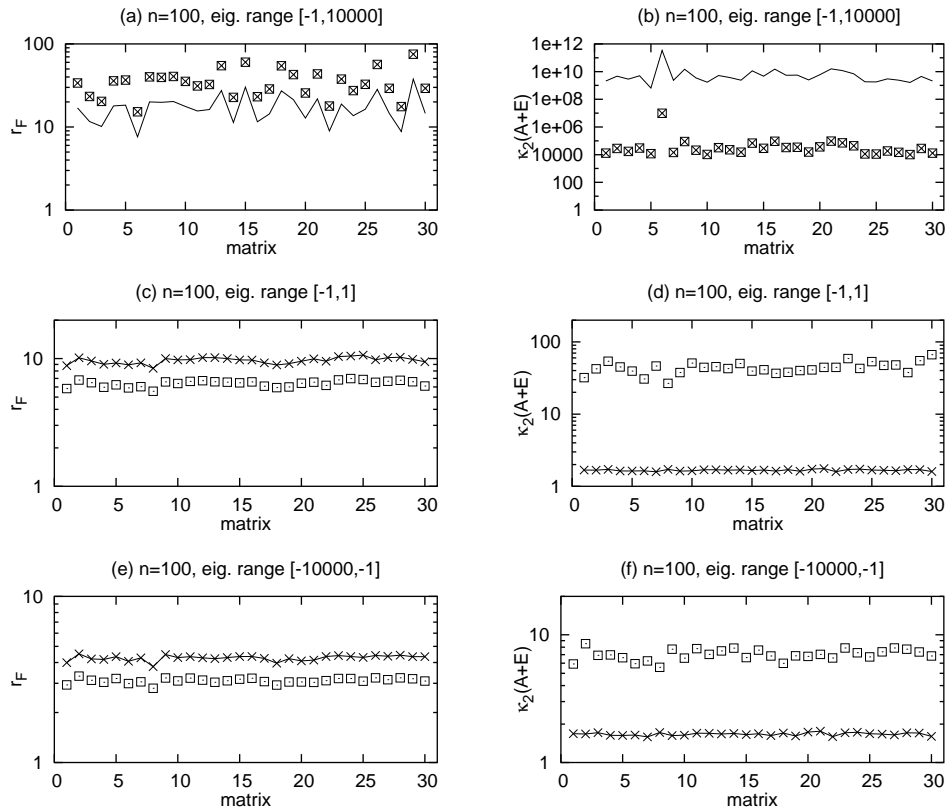 (a) n=100, eig. range [-1,10000]
100
10
1
r_F
0 5 10 15 20 25 30
matrix
(b) n=100, eig. range [-1,10000]
1e+12
1e+10
1e+08
1e+06
10000
100
1
κ_2(A+E)
0 5 10 15 20 25 30
matrix
(c) n=100, eig. range [-1,1]
10
1
r_F
0 5 10 15 20 25 30
matrix
(d) n=100, eig. range [-1,1]
100
10
1
κ_2(A+E)
0 5 10 15 20 25 30
matrix
(e) n=100, eig. range [-10000,-1]
10
1
r_F
0 5 10 15 20 25 30
matrix
(f) n=100, eig. range [-10000,-1]
10
1
κ_2(A+E)
0 5 10 15 20 25 30
matrix